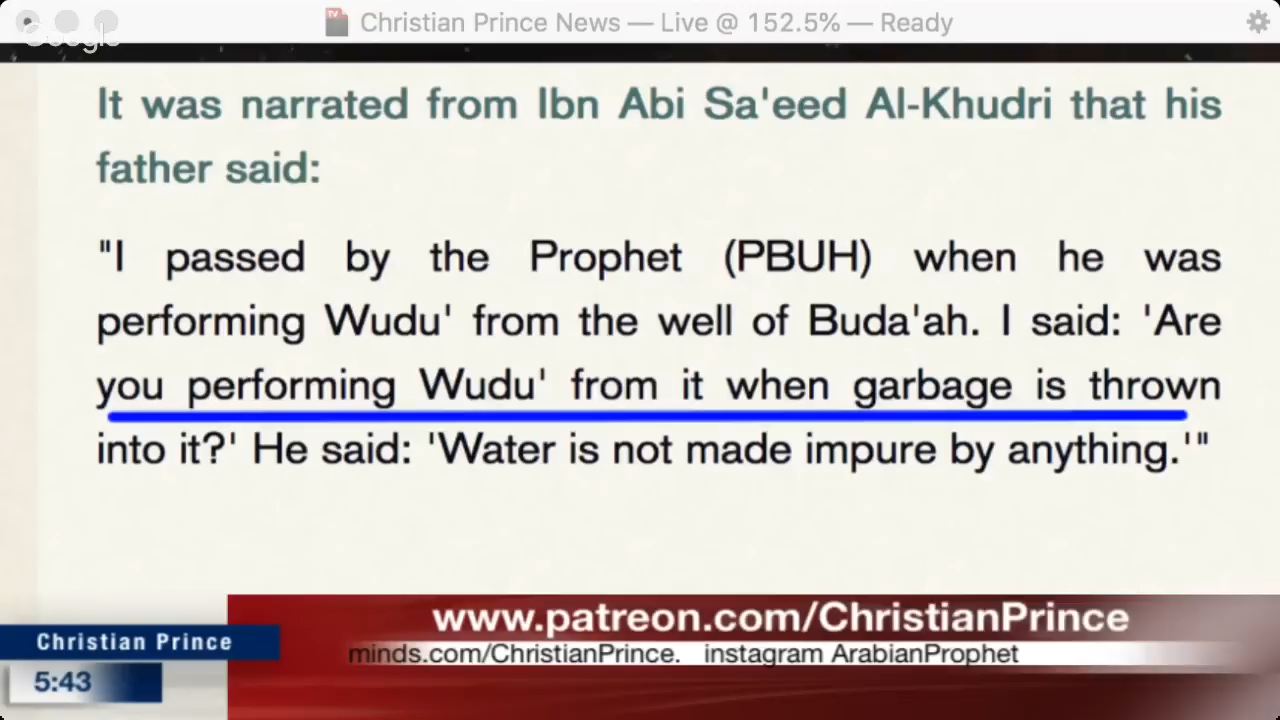 Christian Prince News — Live @ 152.5% — Ready
Google
It was narrated from Ibn Abi Sa'eed Al-Khudri that his
father said:
"I passed by the Prophet (PBUH) when he was
performing Wudu' from the well of Buda'ah. I said: 'Are
you performing Wudu' from it when garbage is thrown
into it?' He said: 'Water is not made impure by anything.'"
www.patreon.com/ChristianPrince
Christian Prince
minds.com/ChristianPrince. instagram ArabianProphet
5:43